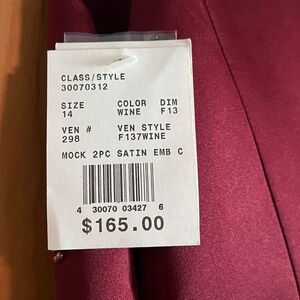 CLASS/STYLE
30070312
SIZE COLOR DIM
14 WINE F13
VEN # VEN STYLE
298 F137WINE
MOCK 2PC SATIN EMB C
4 30070 03427 6
$165.00